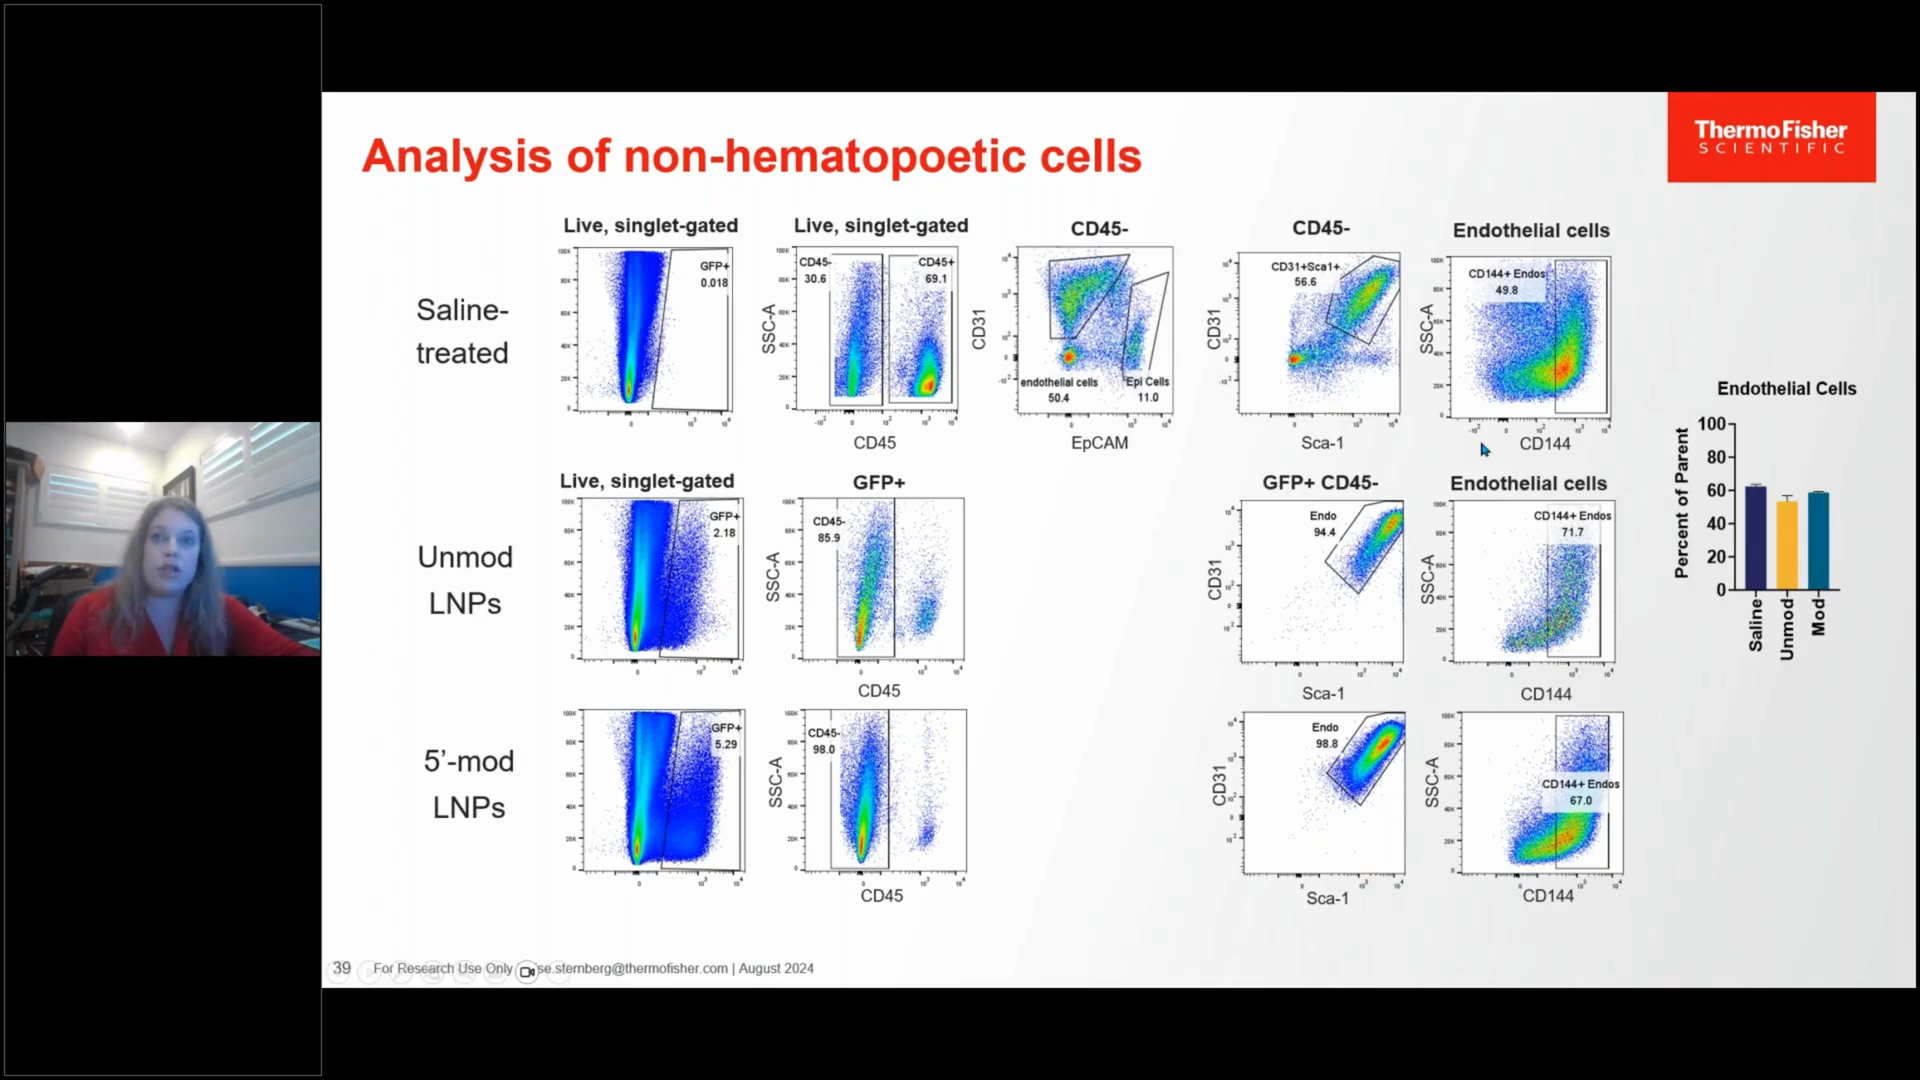 ThermoFisher
SCIENTIFIC
Analysis of non-hematopoetic cells
Live, singlet-gated
Live, singlet-gated
CD45-
CD45-
Endothelial cells
Saline-
treated
GFP+
0.018
SSC-A
CD45-
30.6
CD45+
69.1
CD45
CD31
endothelial cells
50.4
Epi Cells
11.0
EpCAM
CD31
CD31+Sca1+
56.6
Sca-1
SSC-A
CD144+ Endos
49.8
CD144
Live, singlet-gated
GFP+
GFP+ CD45-
Endothelial cells
Unmod
LNPs
GFP+
2.18
SSC-A
CD45-
85.9
CD45
CD31
Endo
94.4
Sca-1
SSC-A
CD144+ Endos
71.7
CD144
5'-mod
LNPs
GFP+
5.29
SSC-A
CD45-
98.0
CD45
CD31
Endo
98.8
Sca-1
SSC-A
CD144+ Endos
67.0
CD144
Endothelial Cells
Percent of Parent
100
80
60
40
20
0
Saline
Unmod
Mod
39
For Research Use Only
se.sternberg@thermofisher.com | August 2024